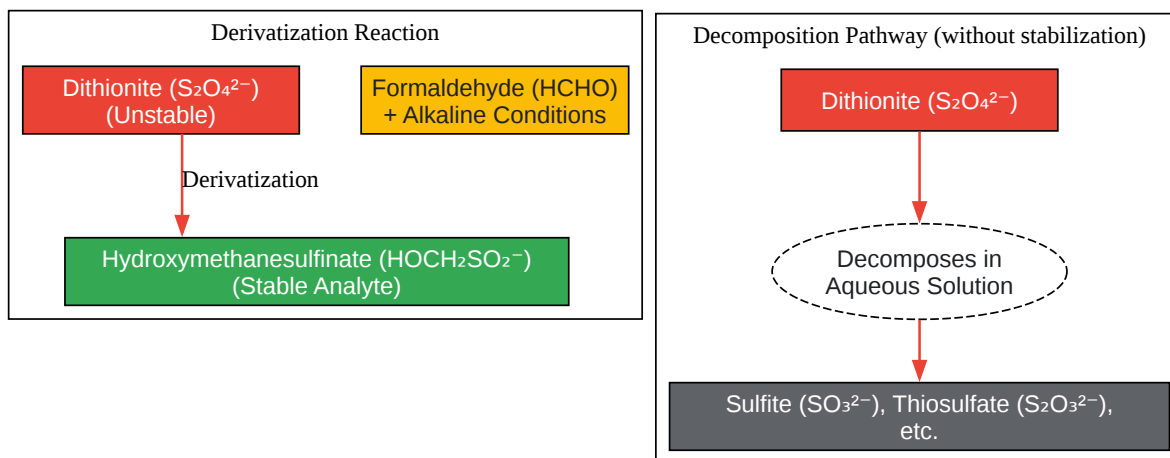 Derivatization Reaction
Dithionite (S₂O₄²⁻)
(Unstable)
Formaldehyde (HCHO)
+ Alkaline Conditions
Derivatization
Hydroxymethanesulfinate (HOCH₂SO₂⁻)
(Stable Analyte)
Decomposition Pathway (without stabilization)
Dithionite (S₂O₄²⁻)
Decomposes in
Aqueous Solution
Sulfite (SO₃²⁻), Thiosulfate (S₂O₃²⁻),
etc.